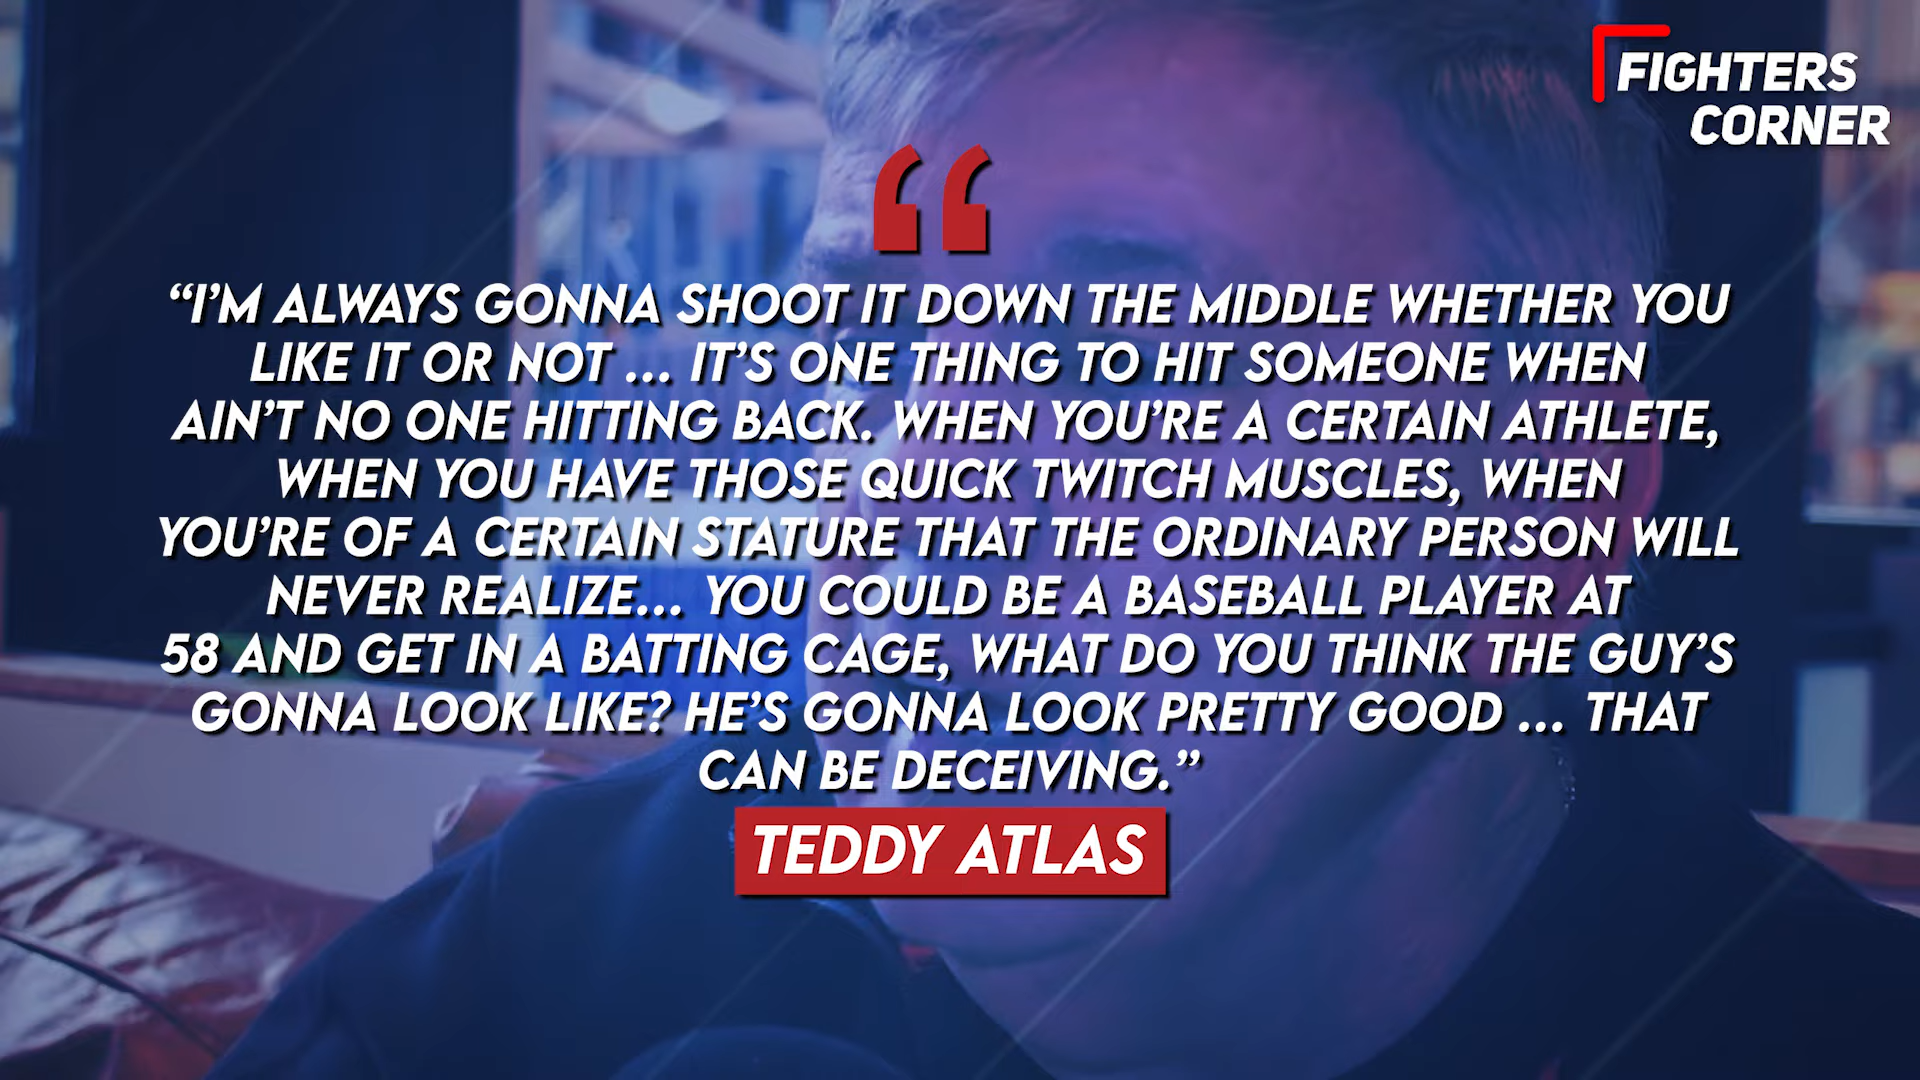 FIGHTERS
CORNER
“
“I’M ALWAYS GONNA SHOOT IT DOWN THE MIDDLE WHETHER YOU
LIKE IT OR NOT ... IT’S ONE THING TO HIT SOMEONE WHEN
AIN’T NO ONE HITTING BACK. WHEN YOU’RE A CERTAIN ATHLETE,
WHEN YOU HAVE THOSE QUICK TWITCH MUSCLES, WHEN
YOU’RE OF A CERTAIN STATURE THAT THE ORDINARY PERSON WILL
NEVER REALIZE... YOU COULD BE A BASEBALL PLAYER AT
58 AND GET IN A BATTING CAGE, WHAT DO YOU THINK THE GUY’S
GONNA LOOK LIKE? HE’S GONNA LOOK PRETTY GOOD ... THAT
CAN BE DECEIVING.”
TEDDY ATLAS